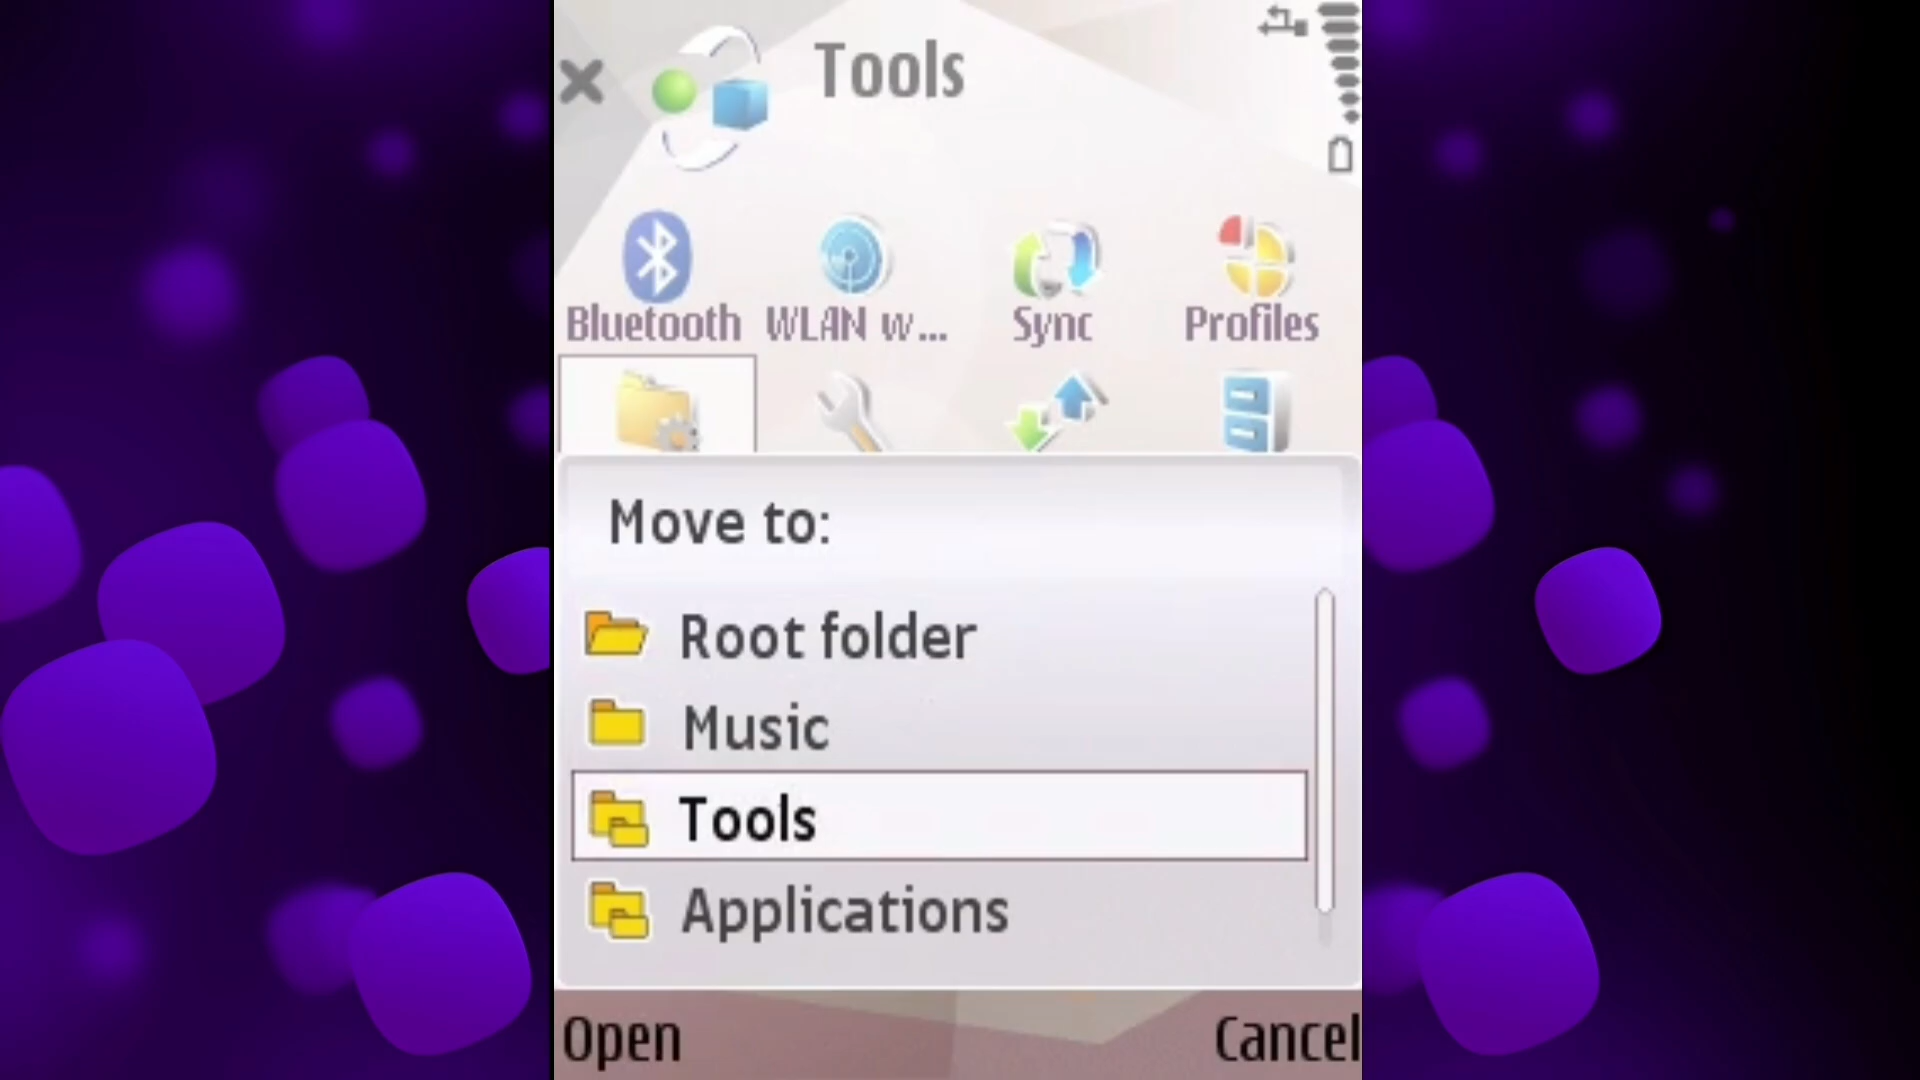 Tools
Bluetooth WLAN w... Sync Profiles
Move to:
Root folder
Music
Tools
Applications
Open Cancel